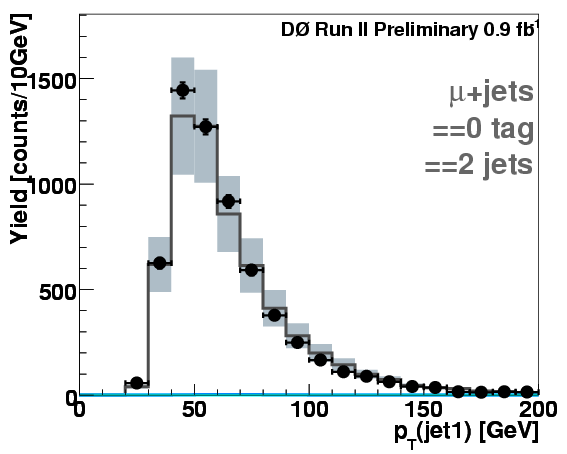 DØ Run II Preliminary 0.9 fb⁻¹
μ+jets
==0 tag
==2 jets
Yield [counts/10GeV]
1500
1000
500
0
0 50 100 150 200
p_T(jet1) [GeV]